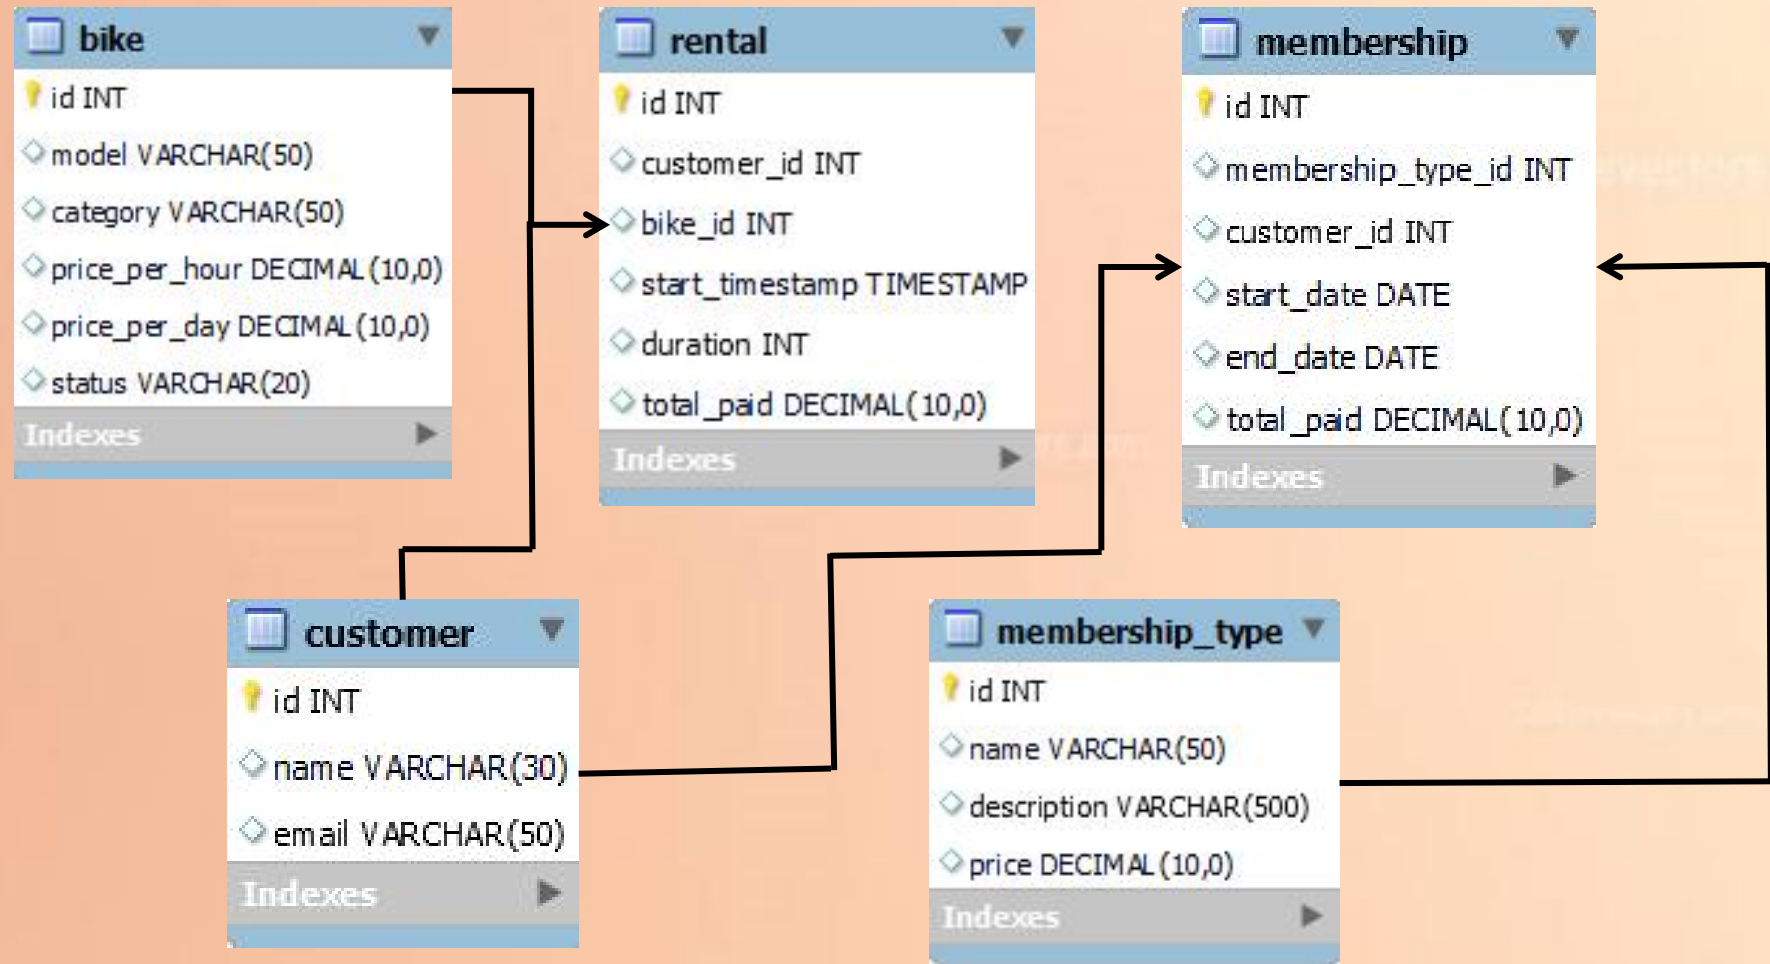 bike
id INT
model VARCHAR(50)
category VARCHAR(50)
price_per_hour DECIMAL(10,0)
price_per_day DECIMAL(10,0)
status VARCHAR(20)
Indexes
rental
id INT
customer_id INT
bike_id INT
start_timestamp TIMESTAMP
duration INT
total_paid DECIMAL(10,0)
Indexes
membership
id INT
membership_type_id INT
customer_id INT
start_date DATE
end_date DATE
total_paid DECIMAL(10,0)
Indexes
customer
id INT
name VARCHAR(30)
email VARCHAR(50)
Indexes
membership_type
id INT
name VARCHAR(50)
description VARCHAR(500)
price DECIMAL(10,0)
Indexes